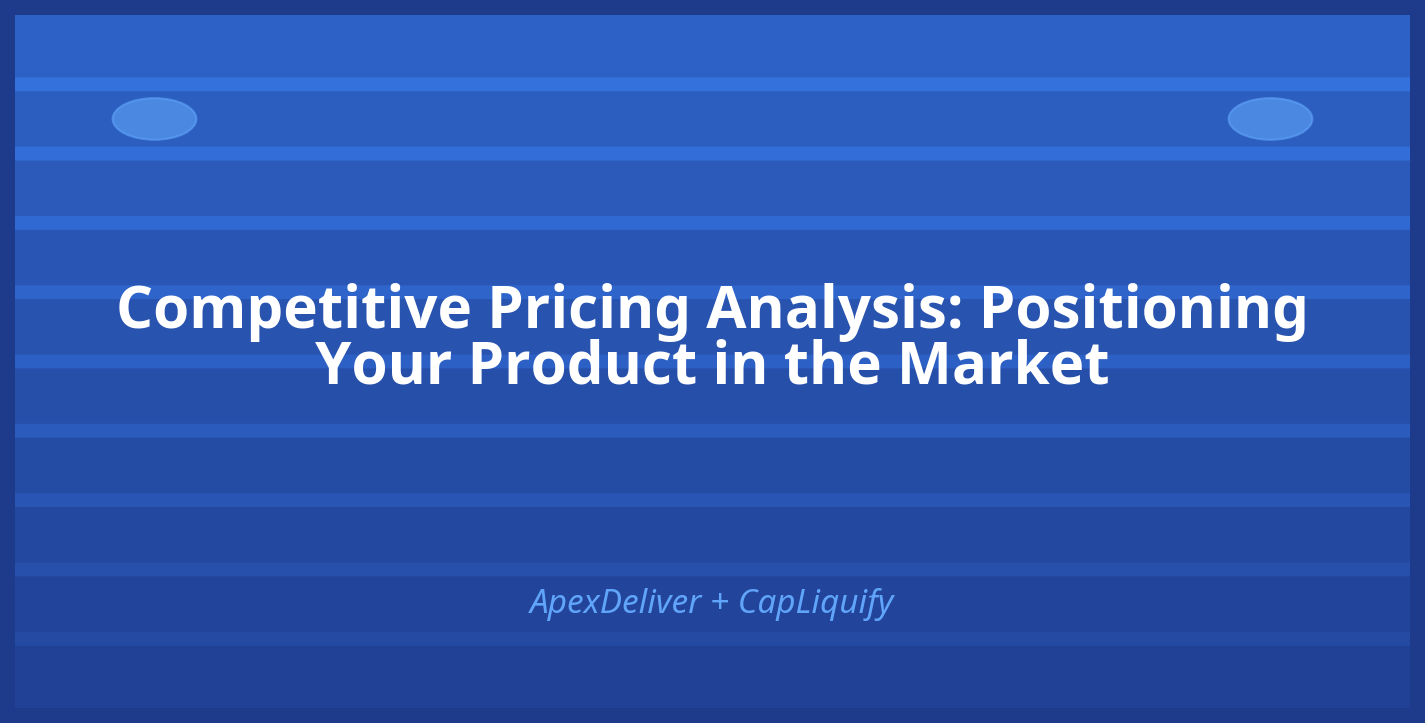 Competitive Pricing Analysis: Positioning
Your Product in the Market
ApexDeliver + CapLiquify